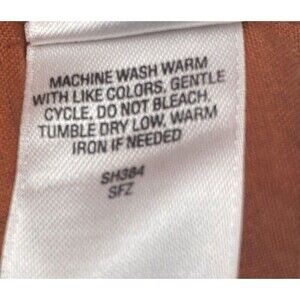 MACHINE WASH WARM
WITH LIKE COLORS, GENTLE
CYCLE, DO NOT BLEACH,
TUMBLE DRY LOW, WARM
IRON IF NEEDED
SH384
SFZ